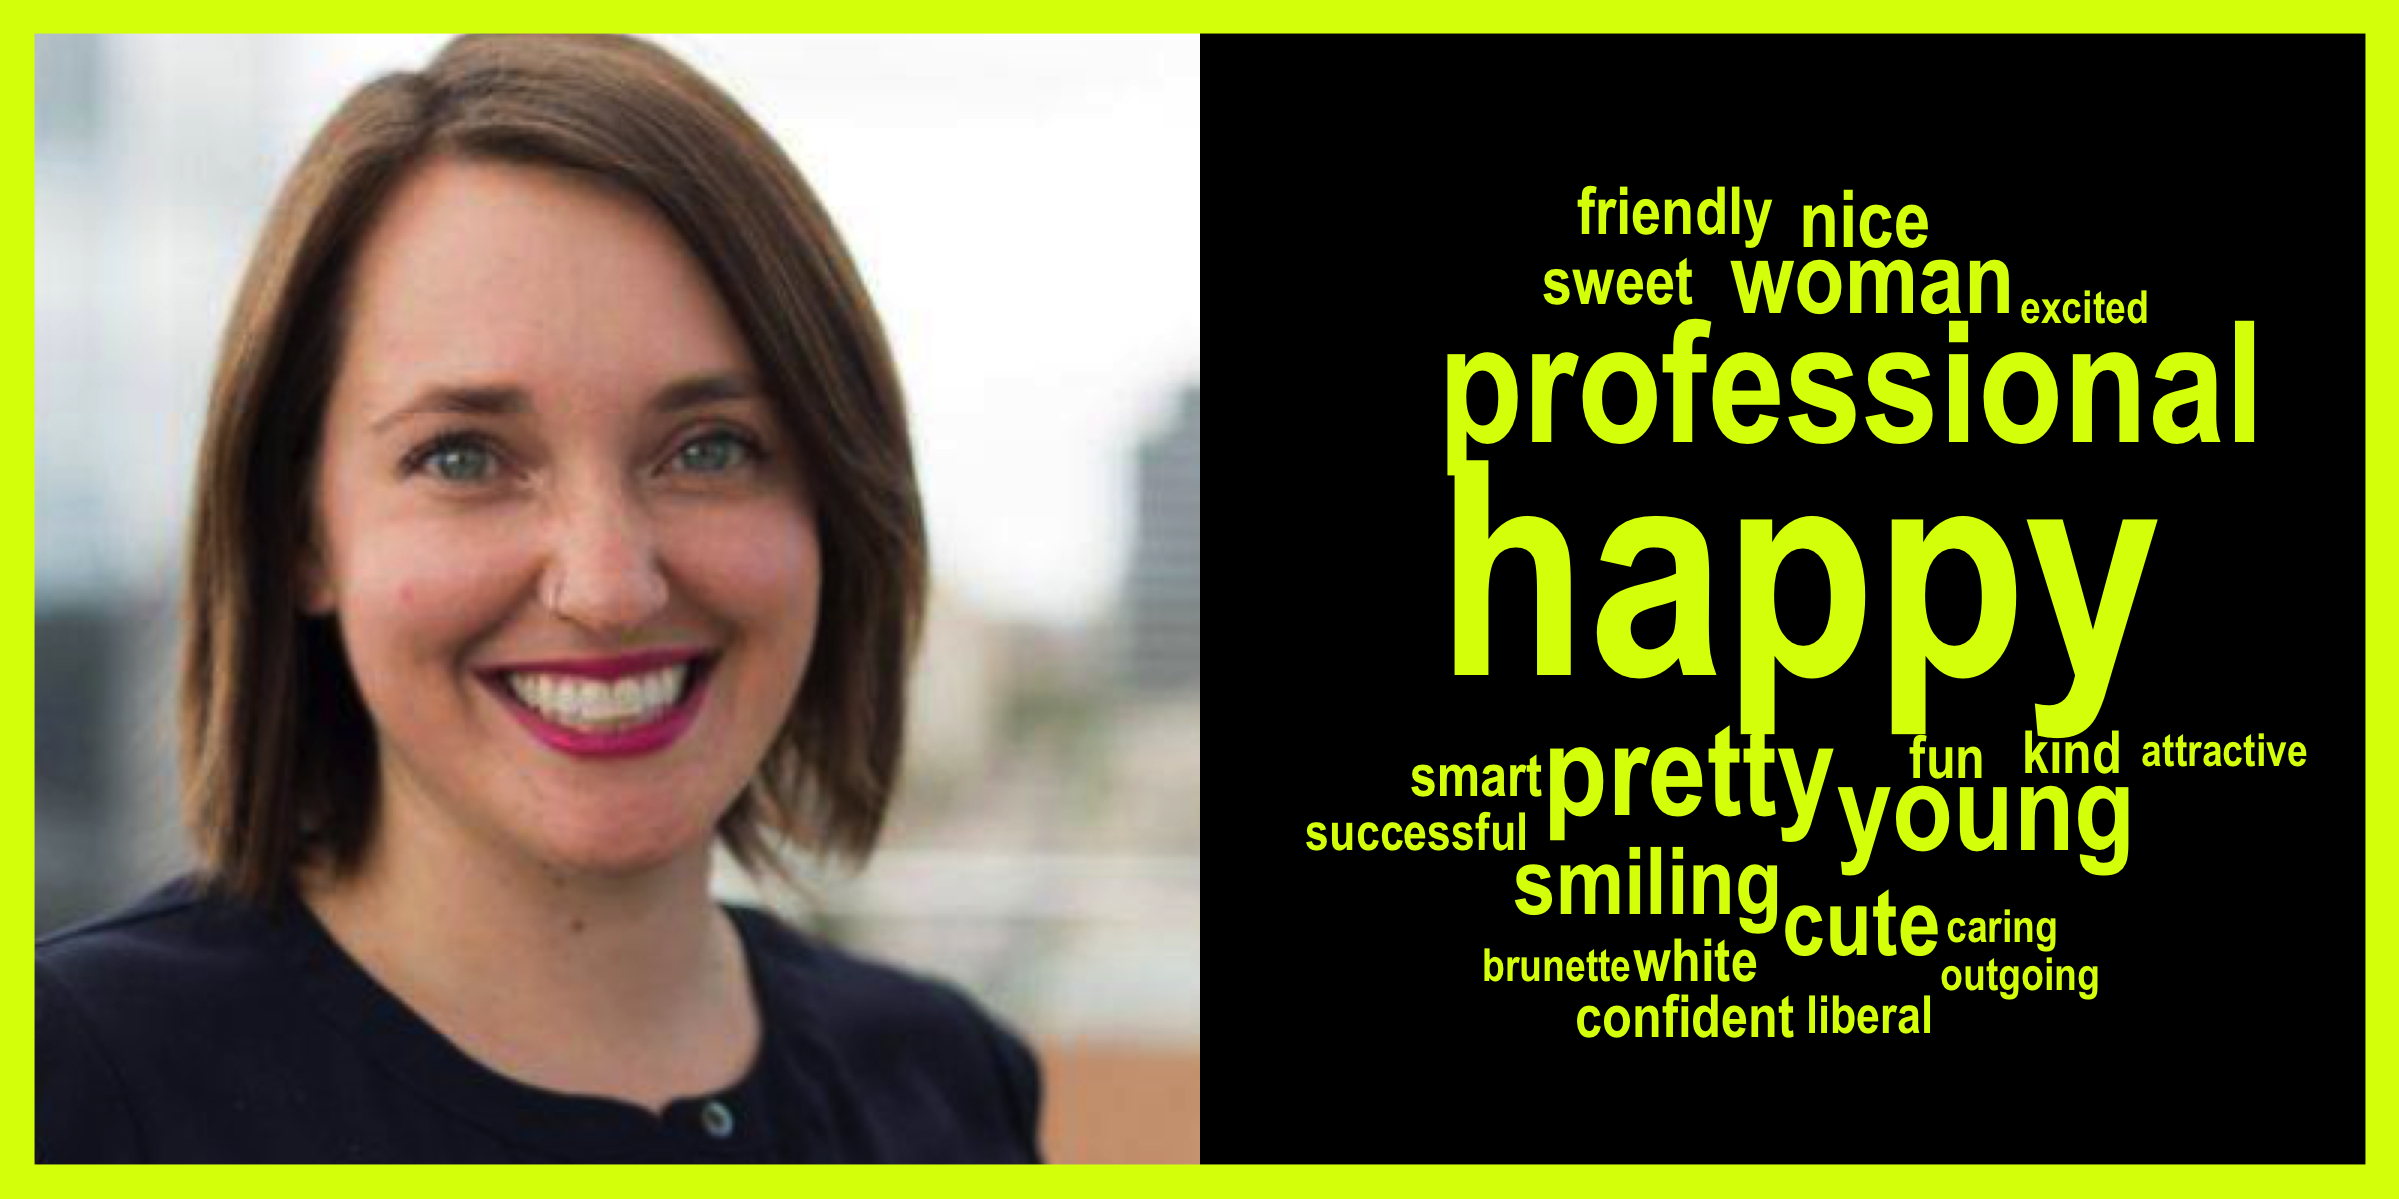 friendly nice
sweet woman excited
professional
happy
smart pretty fun kind attractive
successful young
smiling cute caring
brunette white outgoing
confident liberal